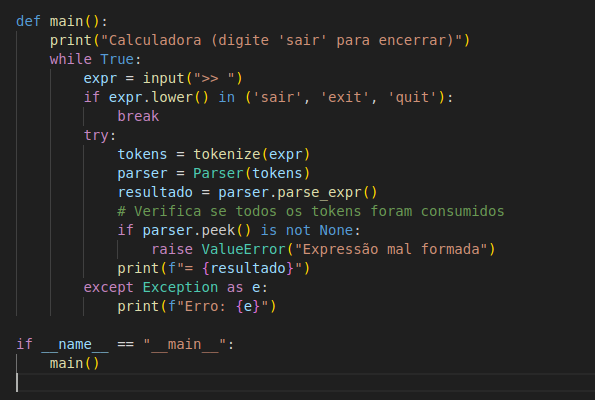 def main():
    print("Calculadora (digite 'sair' para encerrar)")
    while True:
        expr = input(">> ")
        if expr.lower() in ('sair', 'exit', 'quit'):
            break
        try:
            tokens = tokenize(expr)
            parser = Parser(tokens)
            resultado = parser.parse_expr()
            # Verifica se todos os tokens foram consumidos
            if parser.peek() is not None:
                raise ValueError("Expressão mal formada")
            print(f"= {resultado}")
        except Exception as e:
            print(f"Erro: {e}")

if __name__ == "__main__":
    main()